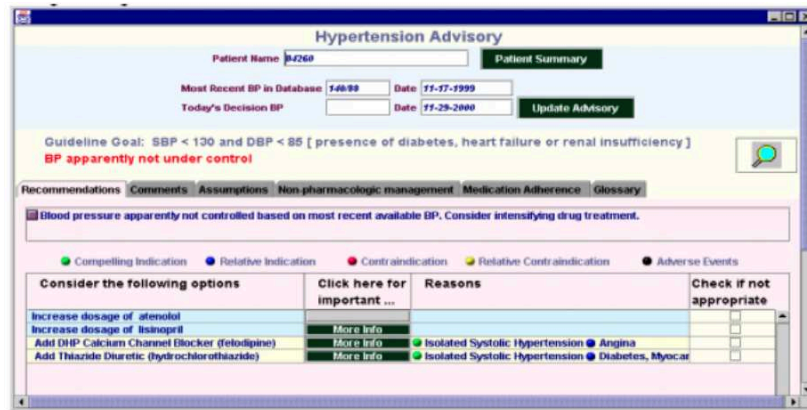 Hypertension Advisory
Patient Name 84260 Patient Summary
Most Recent BP in Database 140/80 Date 11-17-1999
Today's Decision BP Date 11-29-2000 Update Advisory
Guideline Goal: SBP < 130 and DBP < 85 [ presence of diabetes, heart failure or renal insufficiency ]
BP apparently not under control
Recommendations Comments Assumptions Non-pharmacologic management Medication Adherence Glossary
Blood pressure apparently not controlled based on most recent available BP. Consider intensifying drug treatment.
Compelling Indication Relative Indication Contraindication Relative Contraindication Adverse Events
Consider the following options Click here for important ... Reasons Check if not appropriate
Increase dosage of atenolol
Increase dosage of lisinopril More Info
Add DHP Calcium Channel Blocker (felodipine) More Info Isolated Systolic Hypertension Angina
Add Thiazide Diuretic (hydrochlorothiazide) More Info Isolated Systolic Hypertension Diabetes, Myocar